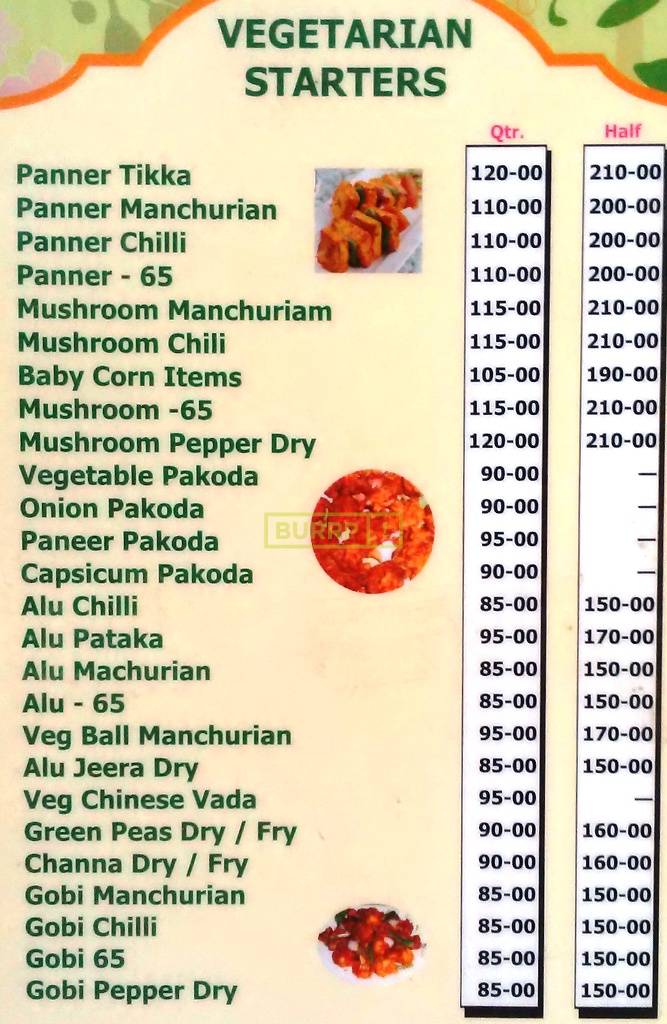 VEGETARIAN
STARTERS
Qtr. Half
Panner Tikka 120-00 210-00
Panner Manchurian 110-00 200-00
Panner Chilli 110-00 200-00
Panner - 65 110-00 200-00
Mushroom Manchuriam 115-00 210-00
Mushroom Chili 115-00 210-00
Baby Corn Items 105-00 190-00
Mushroom -65 115-00 210-00
Mushroom Pepper Dry 120-00 210-00
Vegetable Pakoda 90-00 —
Onion Pakoda 90-00 —
BURRP!
Paneer Pakoda 95-00 —
Capsicum Pakoda 90-00 —
Alu Chilli 85-00 150-00
Alu Pataka 95-00 170-00
Alu Machurian 85-00 150-00
Alu - 65 85-00 150-00
Veg Ball Manchurian 95-00 170-00
Alu Jeera Dry 85-00 150-00
Veg Chinese Vada 95-00 —
Green Peas Dry / Fry 90-00 160-00
Channa Dry / Fry 90-00 160-00
Gobi Manchurian 85-00 150-00
Gobi Chilli 85-00 150-00
Gobi 65 85-00 150-00
Gobi Pepper Dry 85-00 150-00